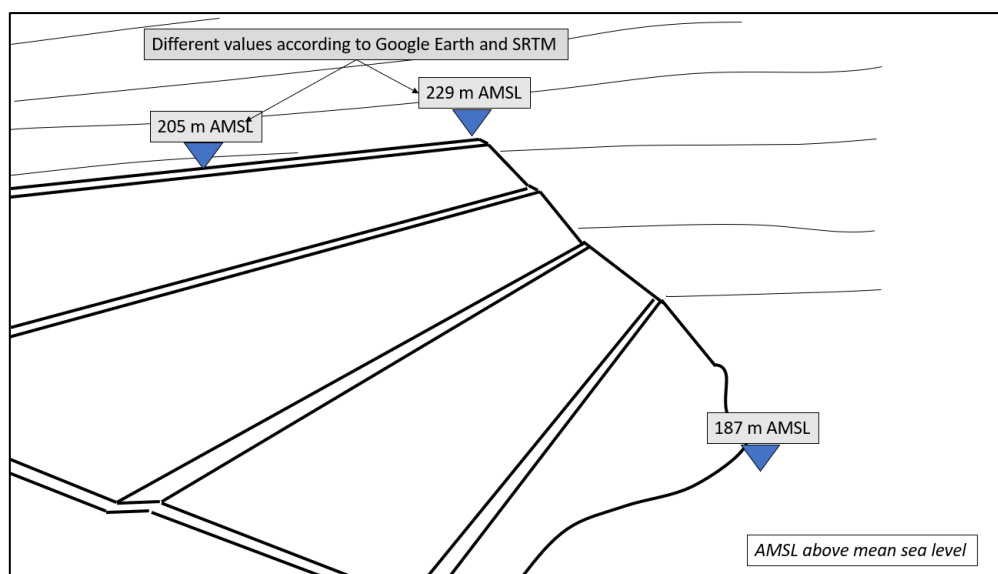 Different values according to Google Earth and SRTM
229 m AMSL
205 m AMSL
187 m AMSL
AMSL above mean sea level